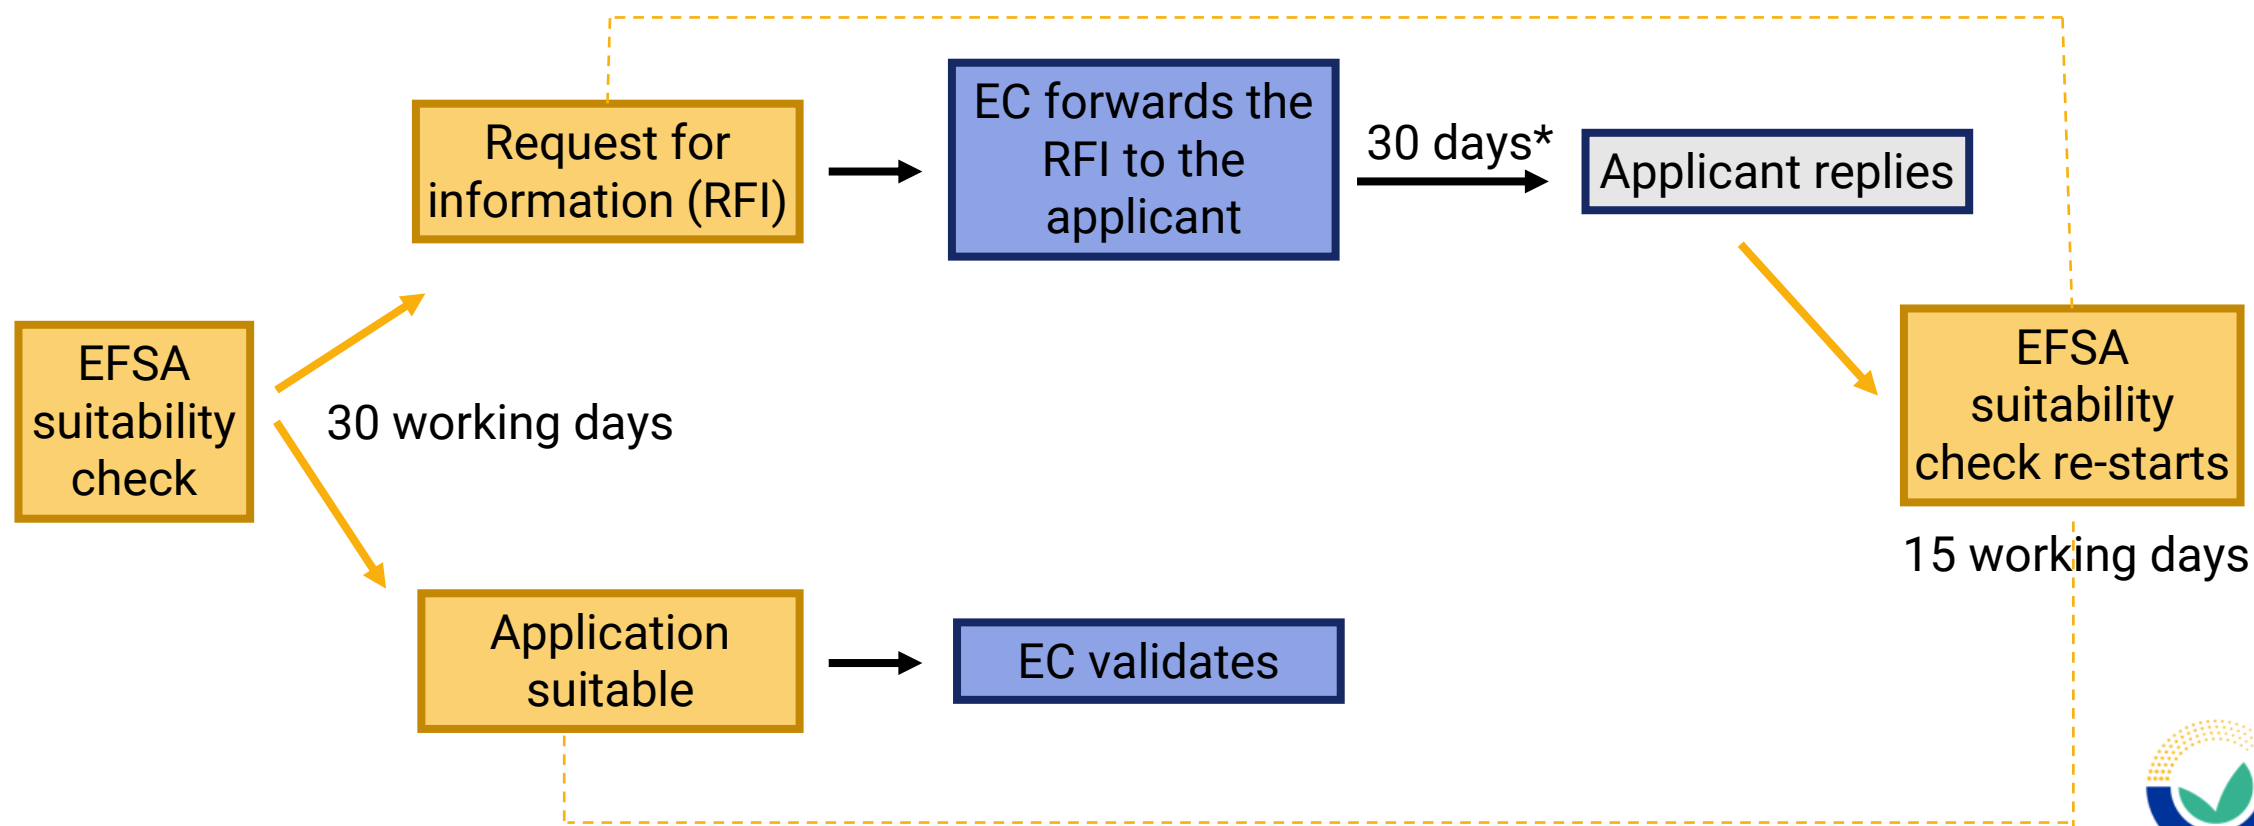 EFSA
suitability
check
30 working days
Request for
information (RFI)
EC forwards the
RFI to the
applicant
30 days*
Applicant replies
EFSA
suitability
check re-starts
15 working days
Application
suitable
EC validates